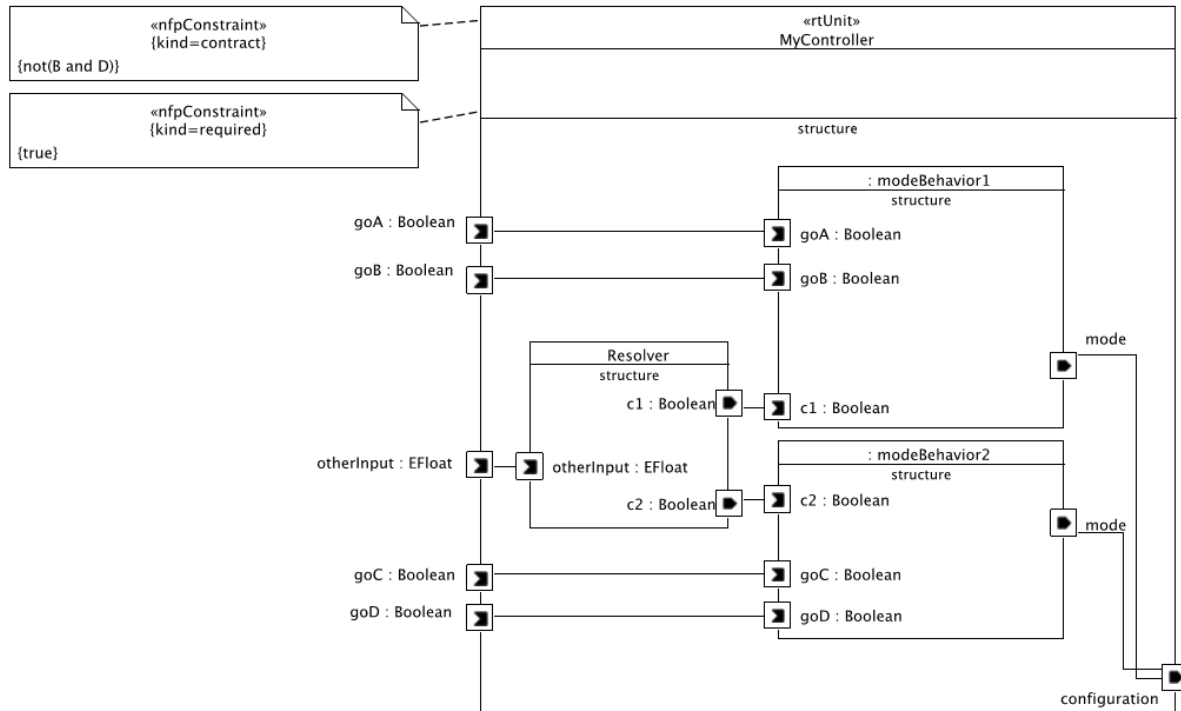 «nfpConstraint»
{kind=contract}
{not(B and D)}
«nfpConstraint»
{kind=required}
{true}
«rtUnit»
MyController
structure
: modeBehavior1
structure
goA : Boolean
goA : Boolean
goB : Boolean
goB : Boolean
mode
Resolver
structure
c1 : Boolean
c1 : Boolean
otherInput : EFloat
otherInput : EFloat
: modeBehavior2
structure
c2 : Boolean
c2 : Boolean
mode
goC : Boolean
goC : Boolean
goD : Boolean
goD : Boolean
configuration